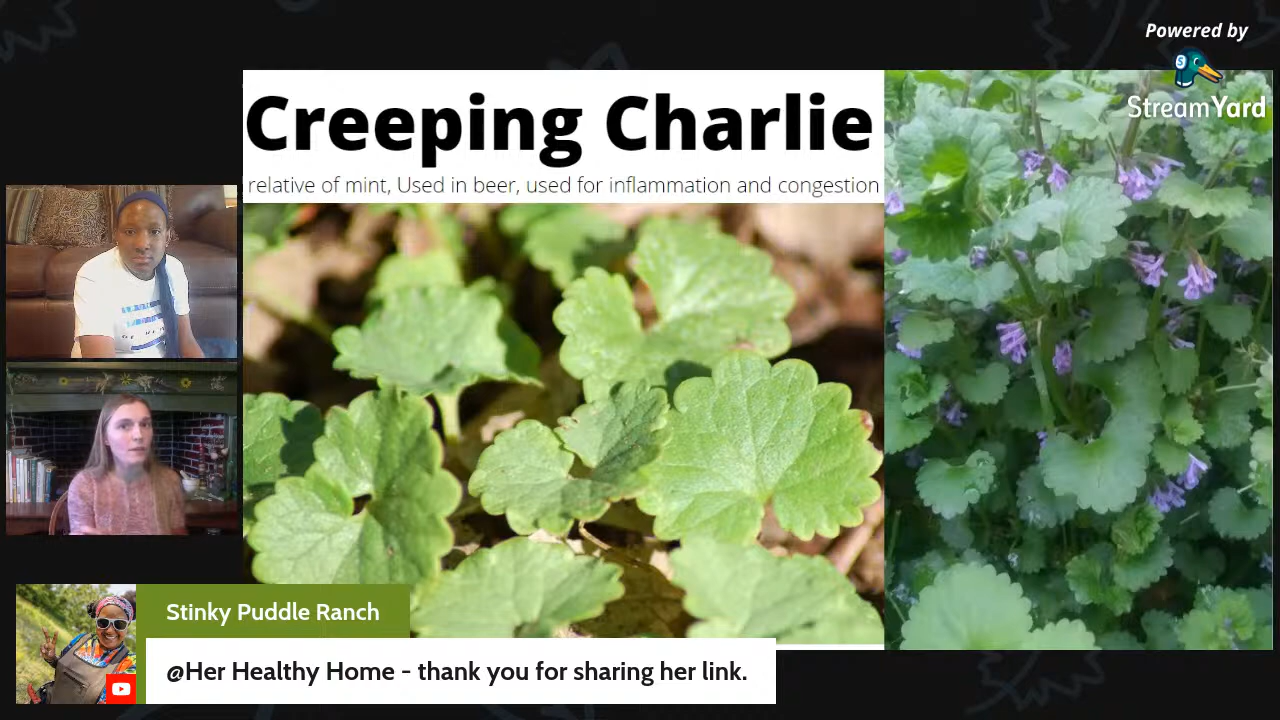 Powered by
StreamYard
Creeping Charlie
relative of mint, Used in beer, used for inflammation and congestion
Stinky Puddle Ranch
@Her Healthy Home - thank you for sharing her link.